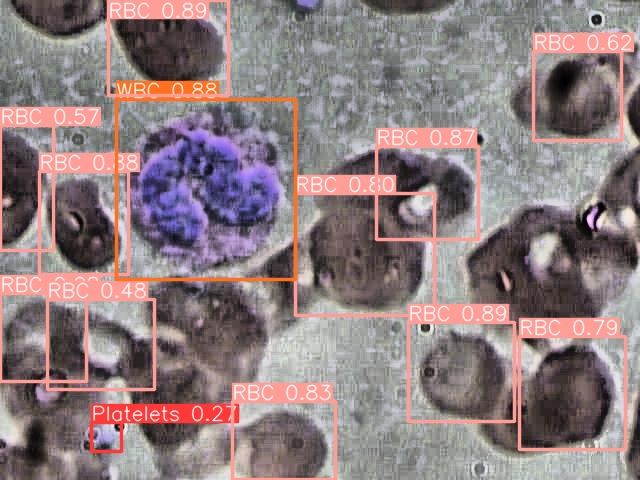 RBC 0.89
RBC 0.62
WBC 0.88
RBC 0.57
RBC 0.87
RBC 0.88
RBC 0.80
RBC
RBC 0.48
RBC 0.89
RBC 0.79
RBC 0.83
Platelets 0.27